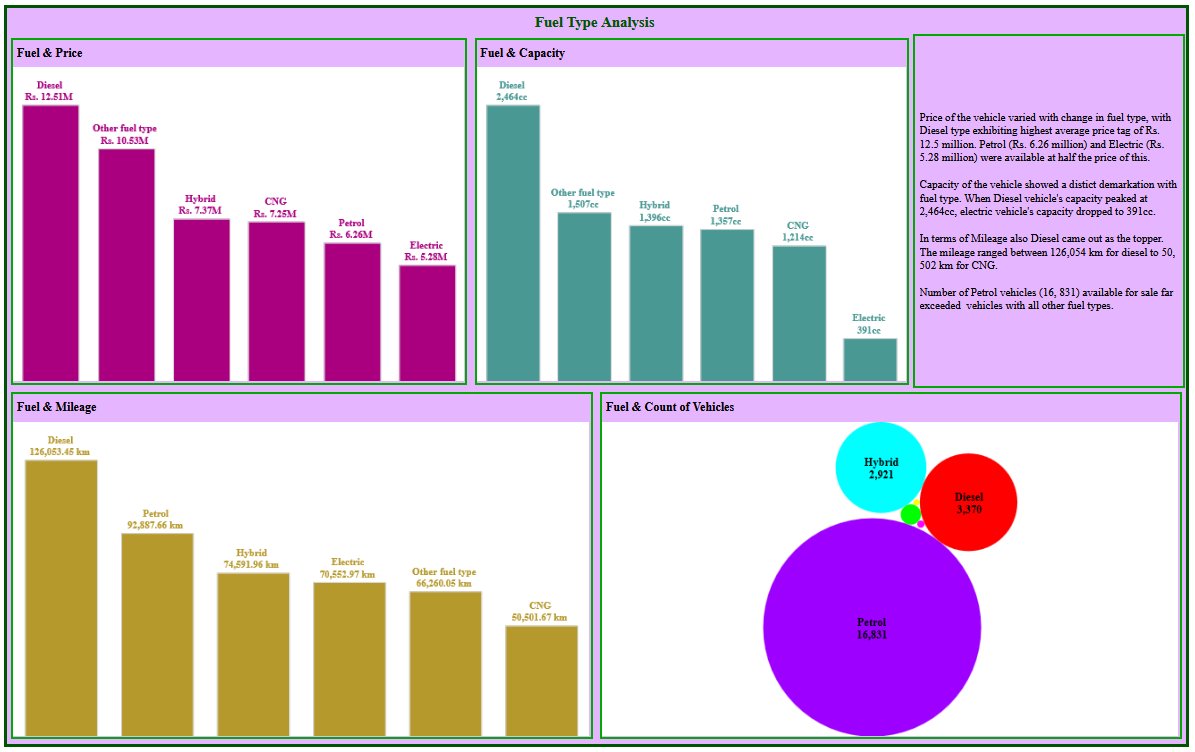 Fuel Type Analysis
Fuel & Price
Diesel
Rs. 12.51M
Other fuel type
Rs. 10.53M
Hybrid
Rs. 7.37M
CNG
Rs. 7.25M
Petrol
Rs. 6.26M
Electric
Rs. 5.28M
Fuel & Capacity
Diesel
2,464cc
Other fuel type
1,507cc
Hybrid
1,396cc
Petrol
1,357cc
CNG
1,214cc
Electric
391cc
Price of the vehicle varied with change in fuel type, with
Diesel type exhibiting highest average price tag of Rs.
12.5 million. Petrol (Rs. 6.26 million) and Electric (Rs.
5.28 million) were available at half the price of this.
Capacity of the vehicle showed a distict demarkation with
fuel type. When Diesel vehicle's capacity peaked at
2,464cc, electric vehicle's capacity dropped to 391cc.
In terms of Mileage also Diesel came out as the topper.
The mileage ranged between 126,054 km for diesel to 50,
502 km for CNG.
Number of Petrol vehicles (16, 831) available for sale far
exceeded  vehicles with all other fuel types.
Fuel & Mileage
Diesel
126,053.45 km
Petrol
92,887.66 km
Hybrid
74,591.96 km
Electric
70,552.97 km
Other fuel type
66,260.05 km
CNG
50,501.67 km
Fuel & Count of Vehicles
Hybrid
2,921
Diesel
3,370
Petrol
16,831